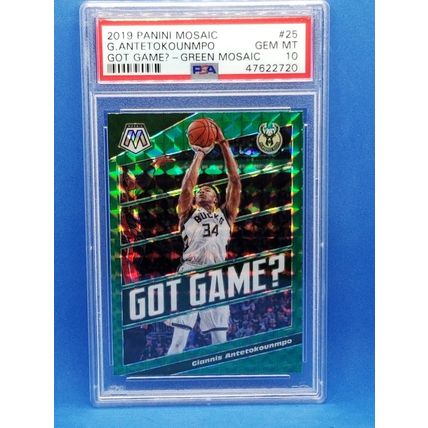 2019 PANINI MOSAIC #25
G.ANTETOKOUNMPO GEM MT
GOT GAME? - GREEN MOSAIC 10
PSA 47622720
M
BUCKS
34
GOT GAME?
Giannis Antetokounmpo